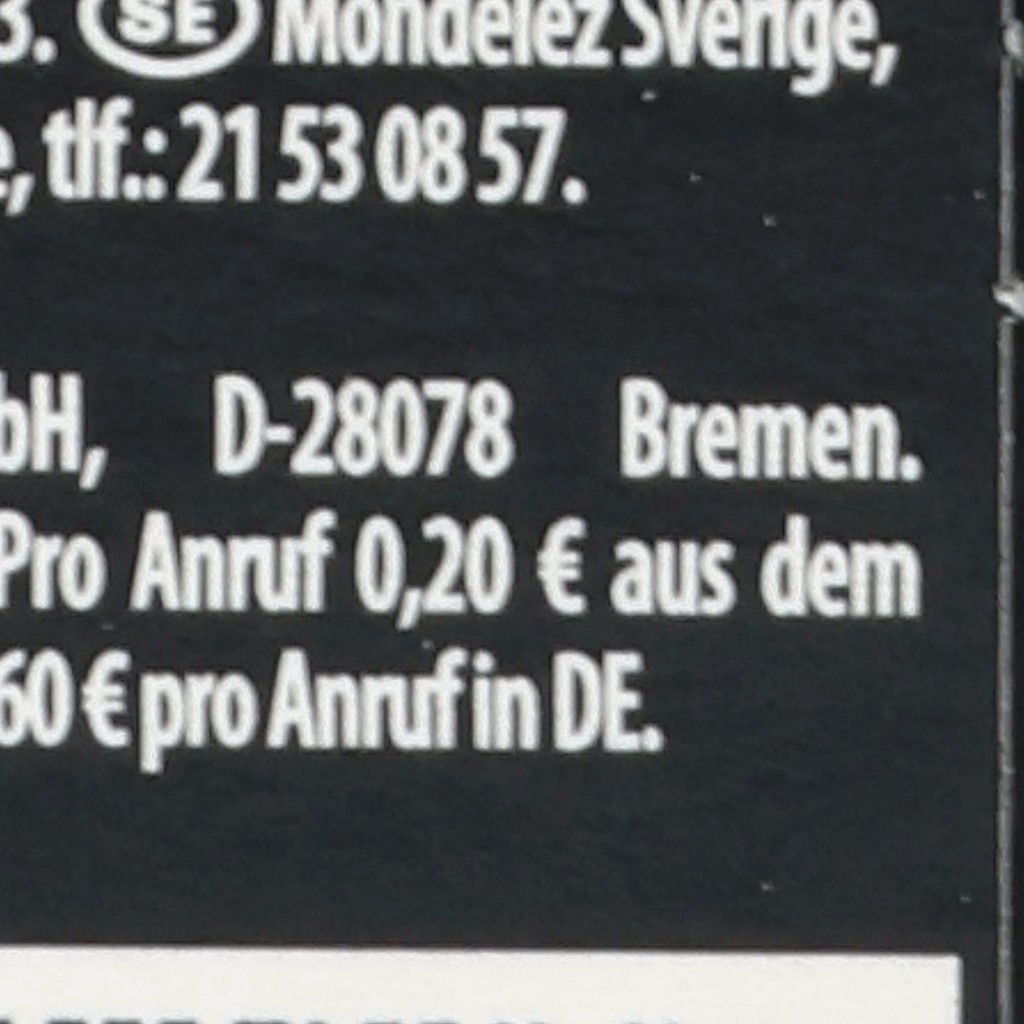 3. SE Mondelez Sverige,
e, tlf.: 21 53 08 57.
bH, D-28078 Bremen.
Pro Anruf 0,20 € aus dem
60 € pro Anruf in DE.